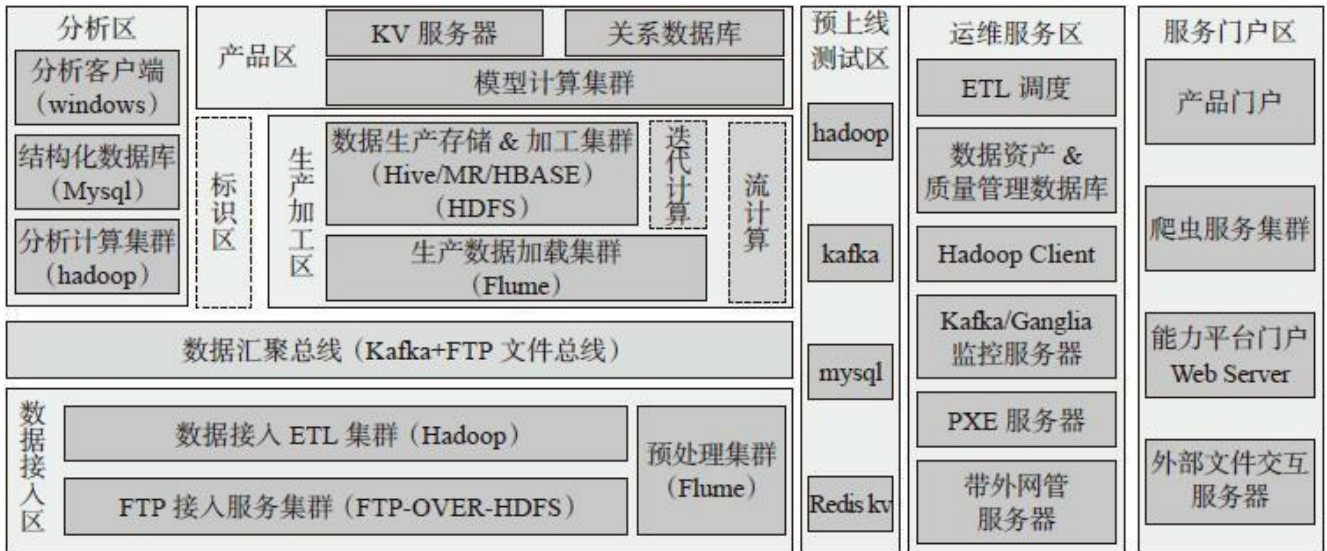 分析区
分析客户端
（windows）
结构化数据库
（Mysql）
分析计算集群
（hadoop）
产品区
KV 服务器
关系数据库
模型计算集群
标识区
生产加工区
数据生产存储 & 加工集群
（Hive/MR/HBASE）
（HDFS）
迭代计算
流计算
生产数据加载集群
（Flume）
数据汇聚总线（Kafka+FTP 文件总线）
数据接入区
数据接入 ETL 集群（Hadoop）
FTP 接入服务集群（FTP-OVER-HDFS）
预处理集群
（Flume）
预上线
测试区
hadoop
kafka
mysql
Redis kv
运维服务区
ETL 调度
数据资产 &
质量管理数据库
Hadoop Client
Kafka/Ganglia
监控服务器
PXE 服务器
带外网管
服务器
服务门户区
产品门户
爬虫服务集群
能力平台门户
Web Server
外部文件交互
服务器